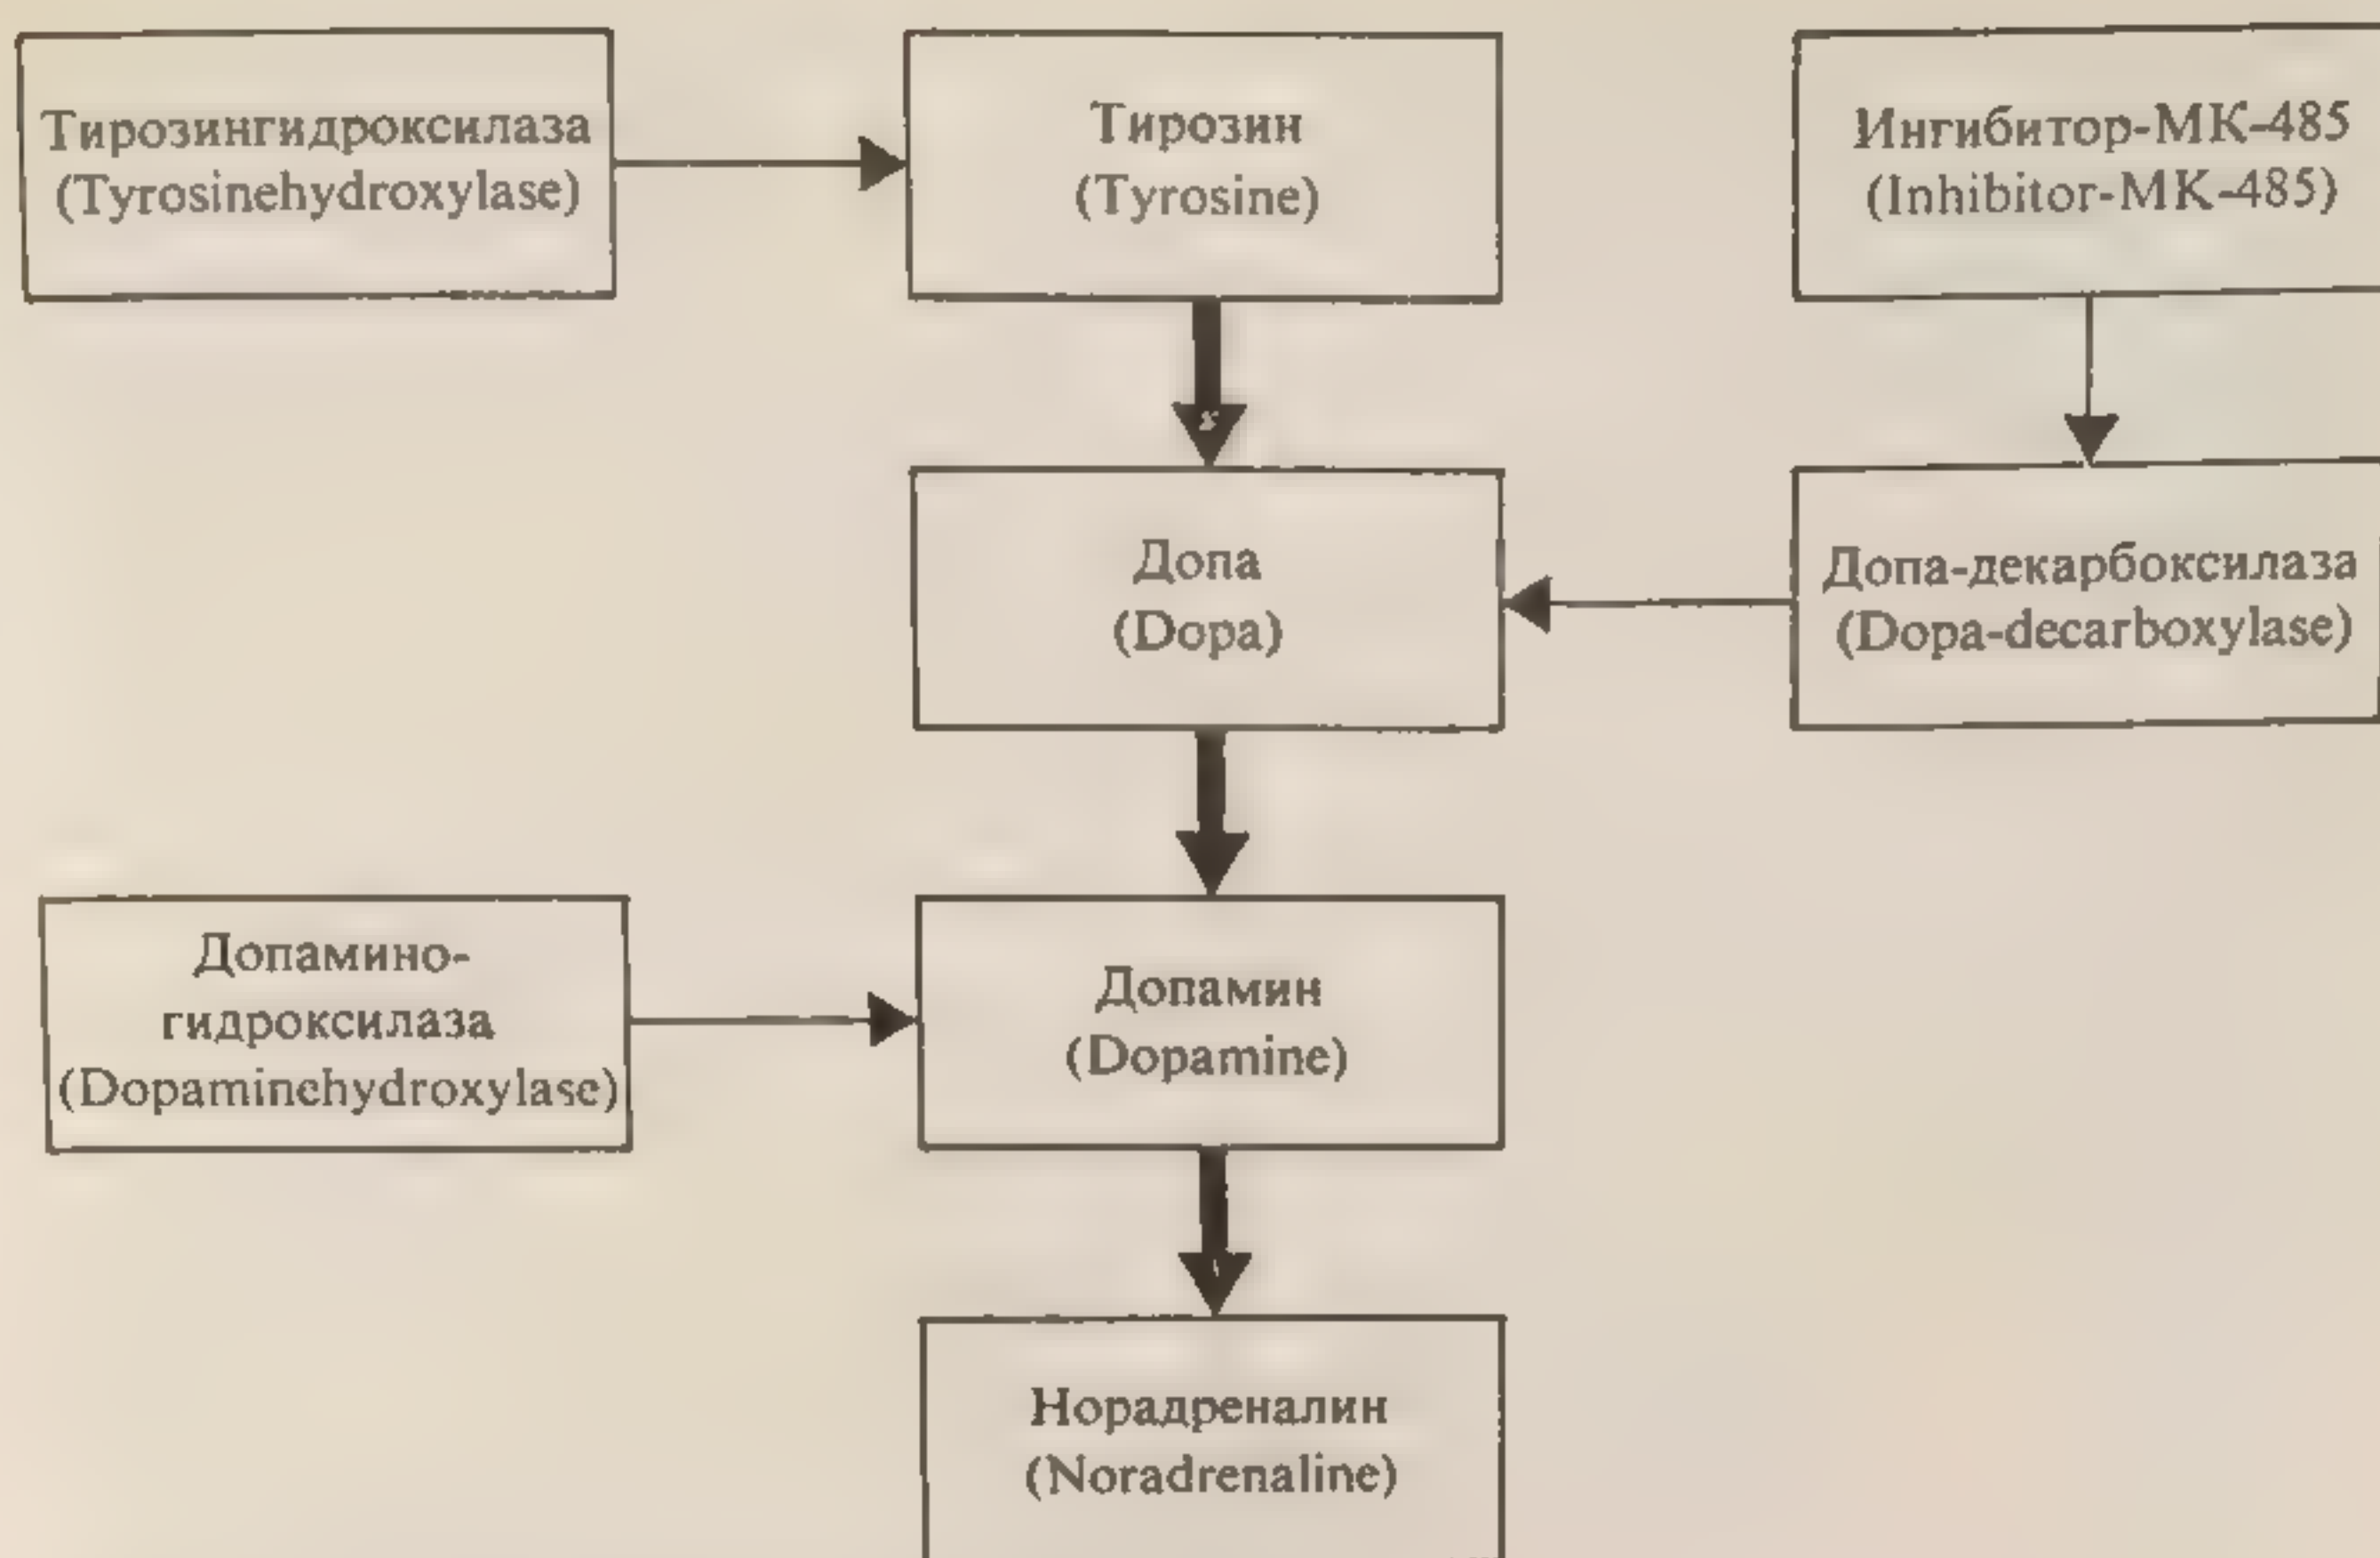 Тирозингидроксилаза
(Tyrosinehydroxylase)
Тирозин
(Tyrosine)
Ингибитор-МК-485
(Inhibitor-MK-485)
Допа
(Dopa)
Допа-декарбоксилаза
(Dopa-decarboxylase)
Допамино-
гидроксилаза
(Dopaminehydroxylase)
Допамин
(Dopamine)
Норадреналин
(Noradrenaline)